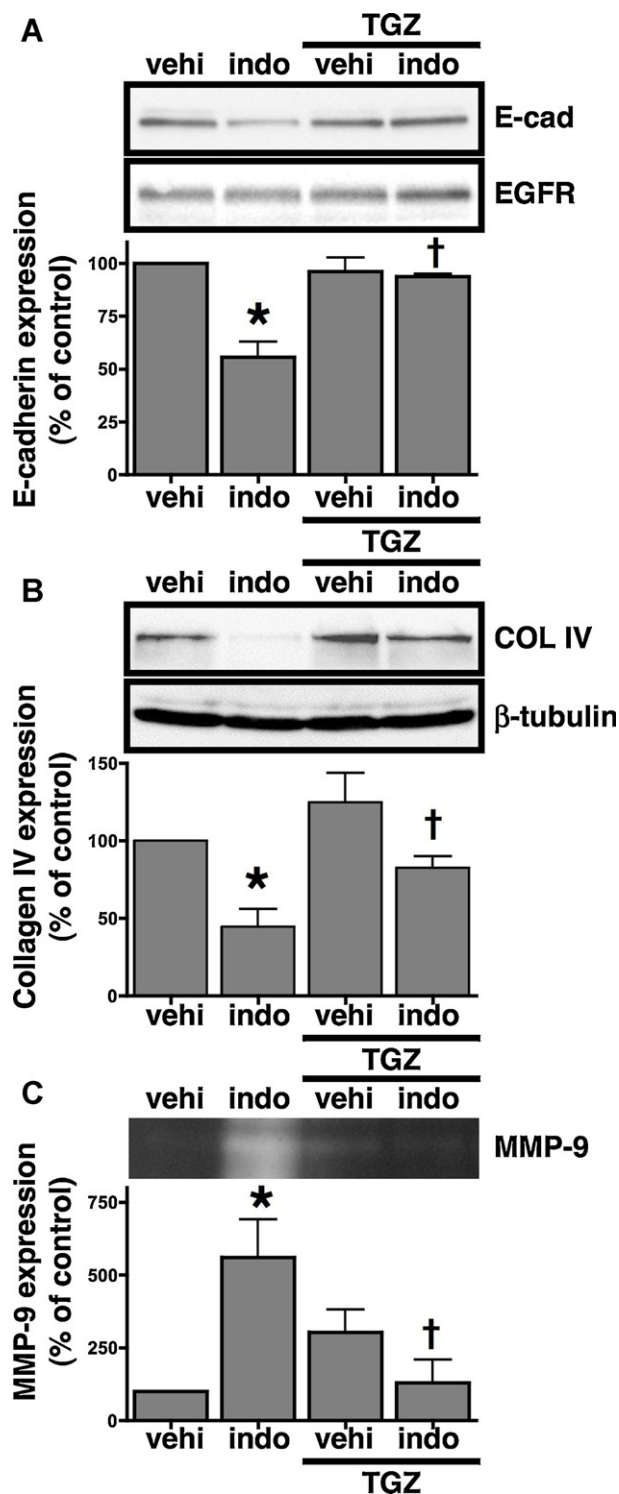 A
TGZ
vehi indo vehi indo
E-cad
EGFR
E-cadherin expression
(% of control)
100
75
50
25
0
*
†
vehi indo vehi indo
TGZ
B
vehi indo vehi indo
COL IV
β-tubulin
Collagen IV expression
(% of control)
150
100
50
0
*
†
vehi indo vehi indo
TGZ
C
vehi indo vehi indo
MMP-9
MMP-9 expression
(% of control)
750
500
250
0
*
†
vehi indo vehi indo
TGZ